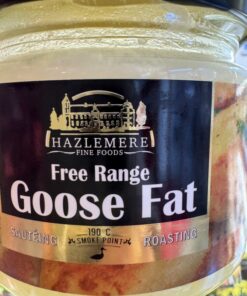 HAZLEMERE
FINE FOODS
Free Range
Goose Fat
SAUTÉING 190°C ROASTING
SMOKE POINT